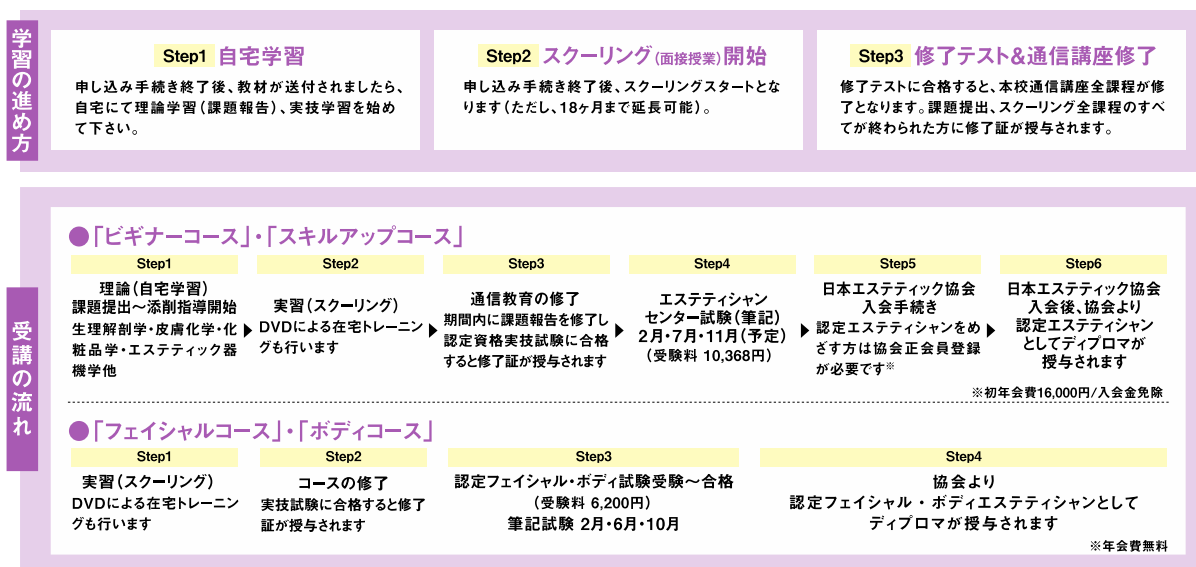 学習の進め方
Step1 自宅学習
申し込み手続き終了後、教材が送付されましたら、
自宅にて理論学習（課題報告）、実技学習を始め
て下さい。
Step2 スクーリング（面接授業）開始
申し込み手続き終了後、スクーリングスタートとな
ります（ただし、18ヶ月まで延長可能）。
Step3 修了テスト&通信講座修了
修了テストに合格すると、本校通信講座全課程が修
了となります。課題提出、スクーリング全課程のすべ
てが終わられた方に修了証が授与されます。
受講の流れ
●「ビギナーコース」・「スキルアップコース」
Step1
理論（自宅学習）
課題提出～添削指導開始
生理解剖学・皮膚化学・化
粧品学・エステティック器
機学他
Step2
実習（スクーリング）
DVDによる在宅トレーニン
グも行います
Step3
通信教育の修了
期間内に課題報告を修了し
認定資格実技試験に合格
すると修了証が授与されます
Step4
エステティシャン
センター試験（筆記）
2月・7月・11月（予定）
（受験料 10,368円）
Step5
日本エステティック協会
入会手続き
認定エステティシャンをめ
ざす方は協会正会員登録
が必要です※
Step6
日本エステティック協会
入会後、協会より
認定エステティシャン
としてディプロマが
授与されます
※初年会費16,000円/入会金免除
●「フェイシャルコース」・「ボディコース」
Step1
実習（スクーリング）
DVDによる在宅トレーニン
グも行います
Step2
コースの修了
実技試験に合格すると修了
証が授与されます
Step3
認定フェイシャル・ボディ試験受験～合格
（受験料 6,200円）
筆記試験 2月・6月・10月
Step4
協会より
認定フェイシャル ・ ボディエステティシャンとして
ディプロマが授与されます
※年会費無料